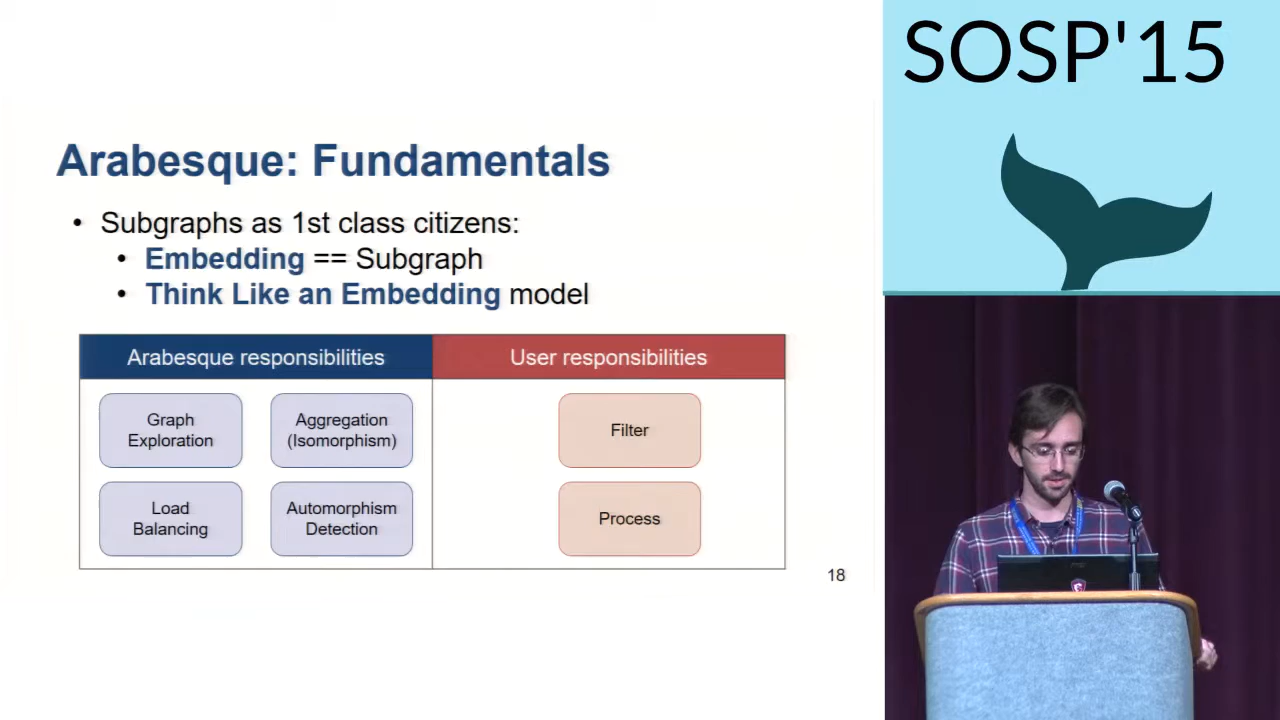 SOSP'15
Arabesque: Fundamentals
• Subgraphs as 1st class citizens:
• Embedding == Subgraph
• Think Like an Embedding model
Arabesque responsibilities
User responsibilities
Graph
Exploration
Aggregation
(Isomorphism)
Filter
Load
Balancing
Automorphism
Detection
Process
18